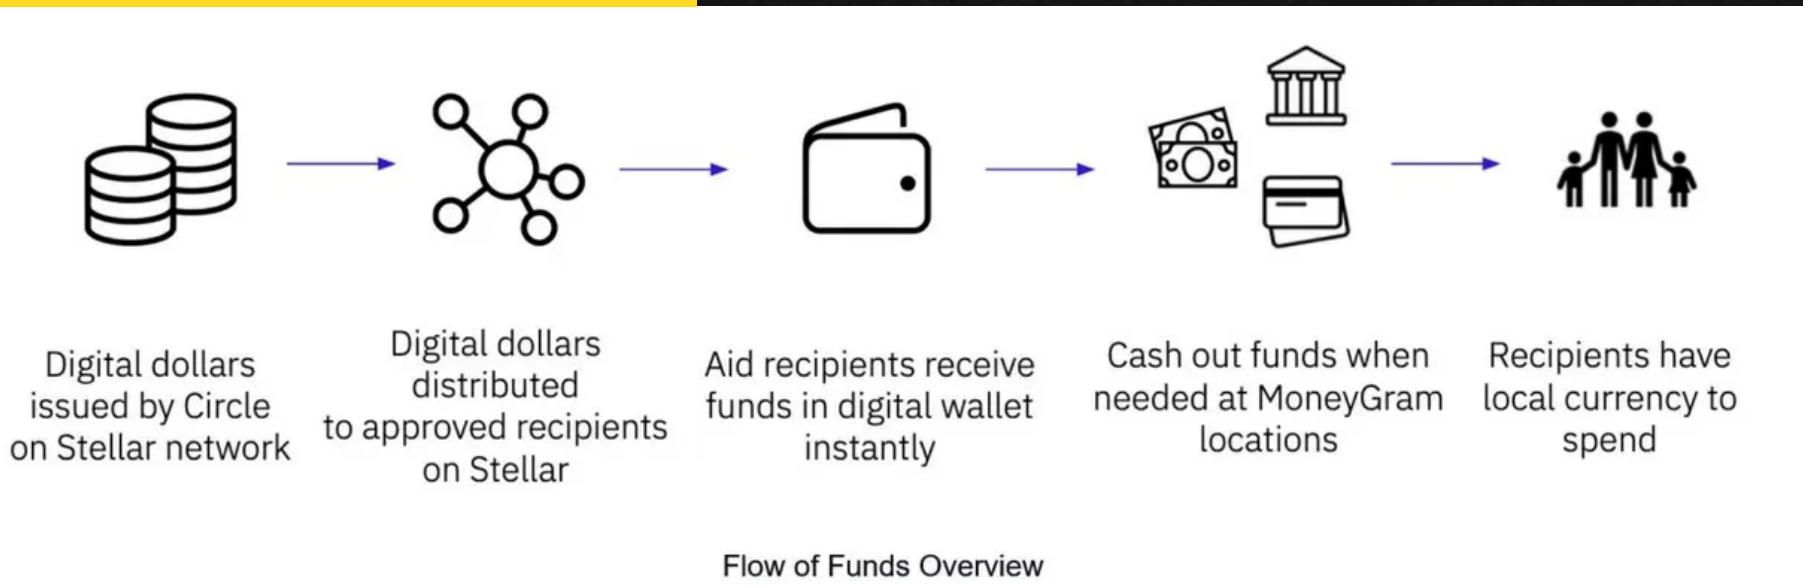 Digital dollars
issued by Circle
on Stellar network
Digital dollars
distributed
to approved recipients
on Stellar
Aid recipients receive
funds in digital wallet
instantly
Cash out funds when
needed at MoneyGram
locations
Recipients have
local currency to
spend
Flow of Funds Overview